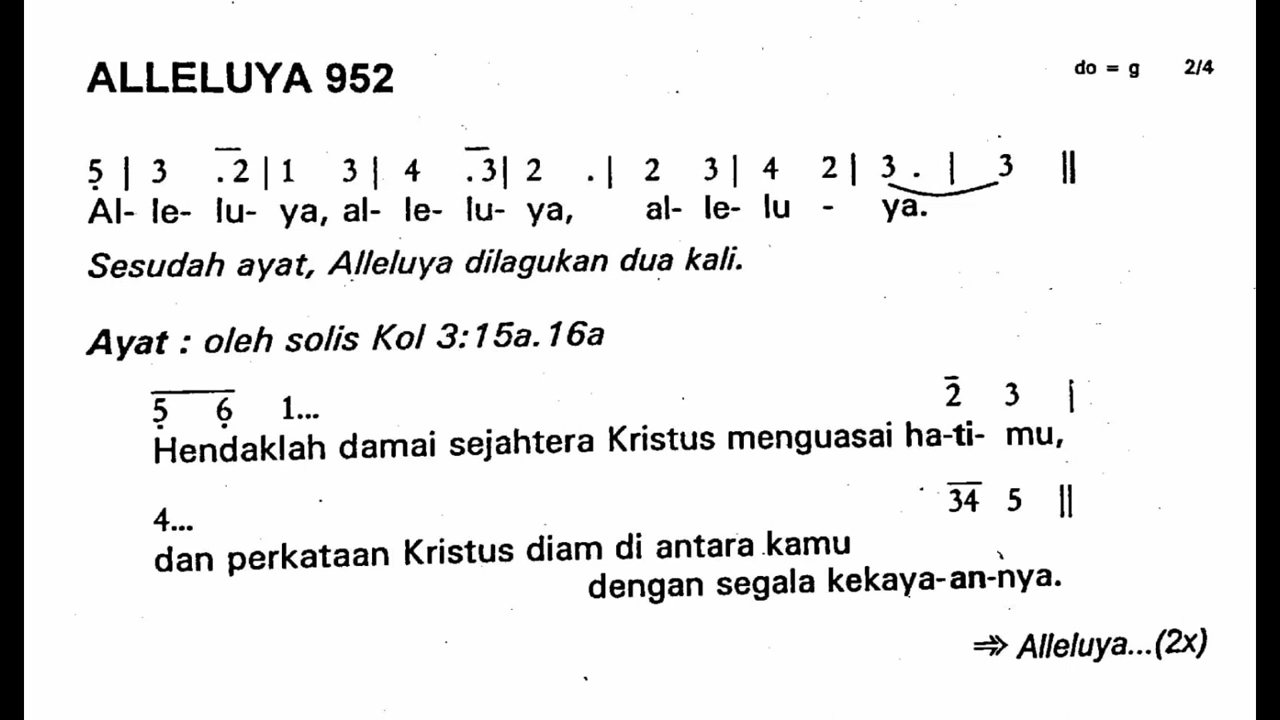 ALLELUYA 952 do = g 2/4
5̣ | 3 .2 | 1 3 | 4 .3 | 2 . | 2 3 | 4 2 | 3 . | 3 ||
Al- le- lu- ya, al- le- lu- ya, al- le- lu - ya.
Sesudah ayat, Alleluya dilagukan dua kali.
Ayat : oleh solis Kol 3:15a.16a
5̣ 6̣ 1... 2 3 |
Hendaklah damai sejahtera Kristus menguasai ha-ti- mu,
4... 34 5 ||
dan perkataan Kristus diam di antara kamu
dengan segala kekaya-an-nya.
⇒ Alleluya...(2x)